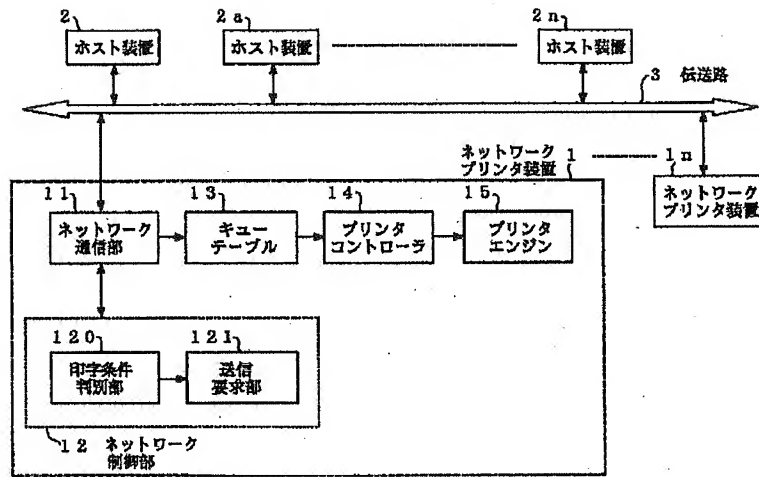 2 2a 2n
ホスト装置 ホスト装置 ホスト装置
3 伝送路
ネットワーク
プリンタ装置 1 1n
11 13 14 15
ネットワーク
プリンタ装置
ネットワーク
通信部
キュー
テーブル
プリンタ
コントローラ
プリンタ
エンジン
120 121
印字条件
判別部
送信
要求部
12 ネットワーク
制御部